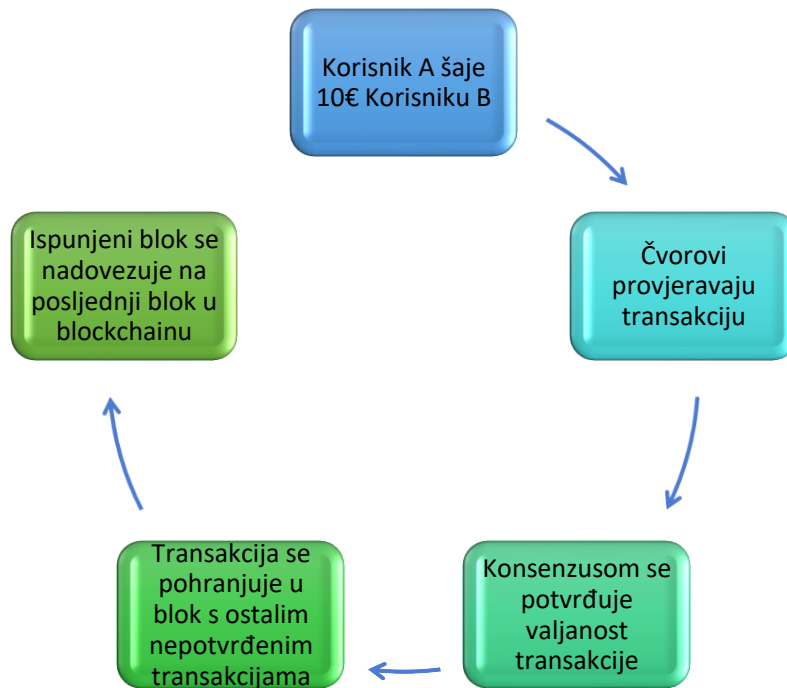 Korisnik A šaje
10€ Korisniku B
Čvorovi
provjeravaju
transakciju
Konsenzusom se
potvrđuje
valjanost
transakcije
Transakcija se
pohranjuje u
blok s ostalim
nepotvrđenim
transakcijama
Ispunjeni blok se
nadovezuje na
posljednji blok u
blockchainu